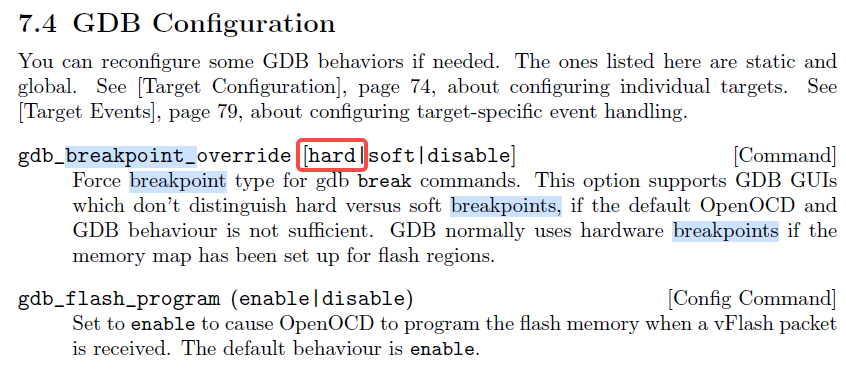 7.4 GDB Configuration
You can reconfigure some GDB behaviors if needed. The ones listed here are static and
global. See [Target Configuration], page 74, about configuring individual targets. See
[Target Events], page 79, about configuring target-specific event handling.
gdb_breakpoint_override [hard|soft|disable] [Command]
Force breakpoint type for gdb break commands. This option supports GDB GUIs
which don't distinguish hard versus soft breakpoints, if the default OpenOCD and
GDB behaviour is not sufficient. GDB normally uses hardware breakpoints if the
memory map has been set up for flash regions.
gdb_flash_program (enable|disable) [Config Command]
Set to enable to cause OpenOCD to program the flash memory when a vFlash packet
is received. The default behaviour is enable.